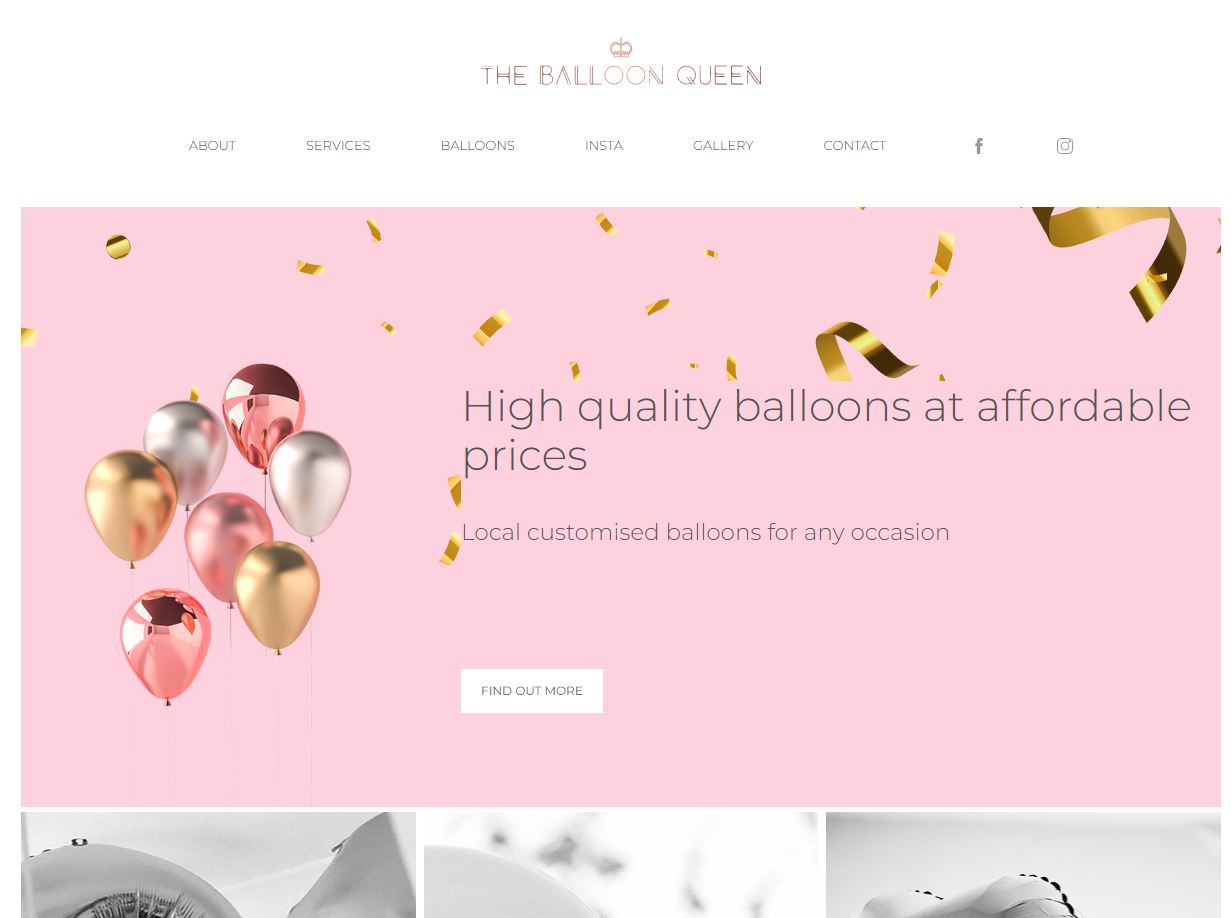 THE BALLOON QUEEN
ABOUT SERVICES BALLOONS INSTA GALLERY CONTACT
High quality balloons at affordable
prices
Local customised balloons for any occasion
FIND OUT MORE